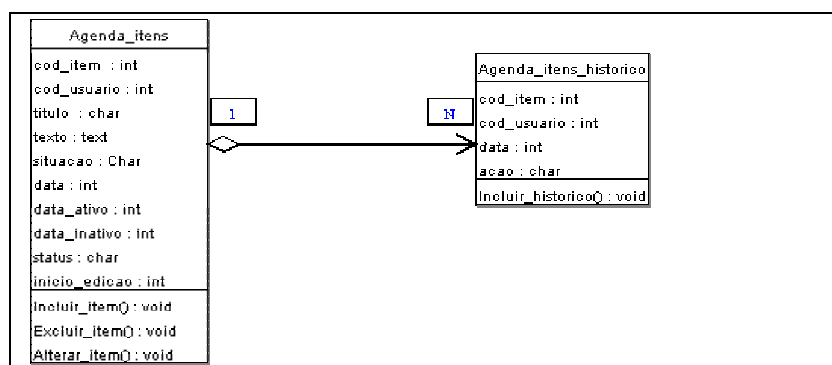 Agenda_itens
cod_item : int
cod_usuario : int
titulo : char
texto : text
situacao : Char
data : int
data_ativo : int
data_inativo : int
status : char
inicio_edicao : int
Incluir_item() : void
Excluir_item() : void
Alterar_item() : void
1
N
Agenda_itens_historico
cod_item : int
cod_usuario : int
data : int
acao : char
Incluir_historico() : void